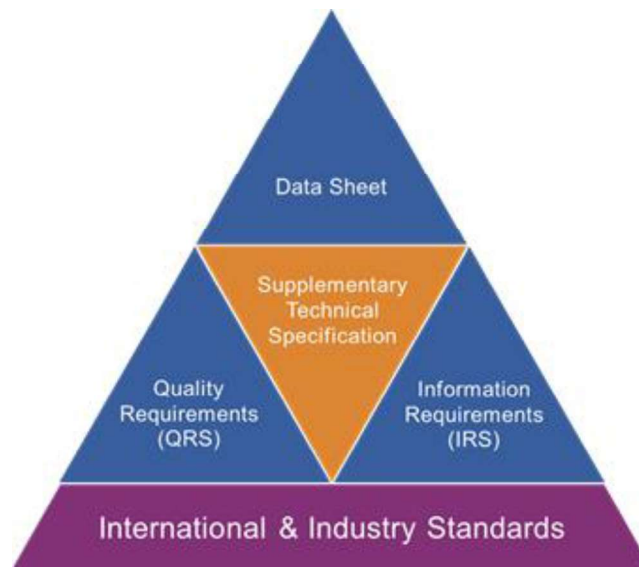 Data Sheet
Supplementary
Technical
Specification
Quality
Requirements
(QRS)
Information
Requirements
(IRS)
International & Industry Standards